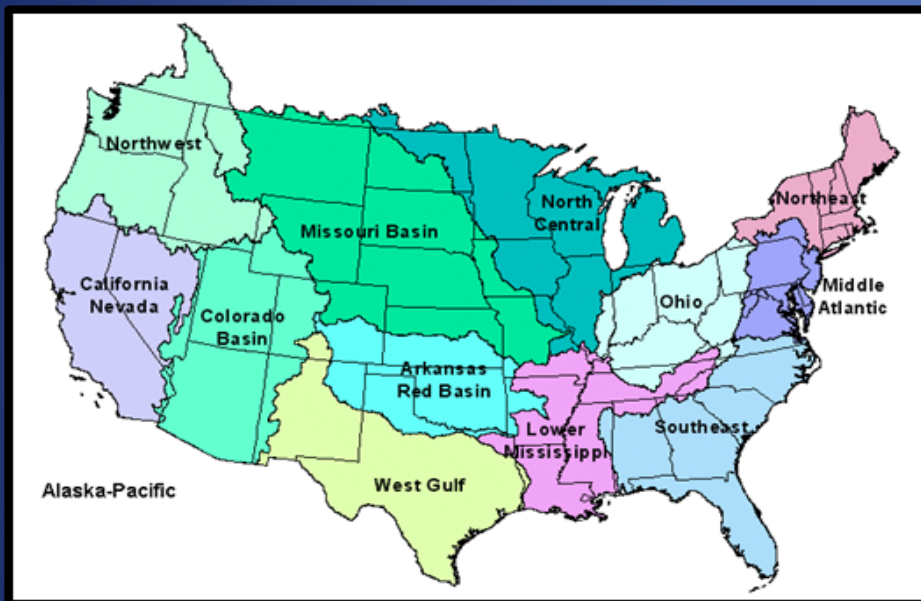 Northwest
Missouri Basin
North
Central
Northeast
California
Nevada
Colorado
Basin
Ohio
Middle
Atlantic
Arkansas
Red Basin
Lower
Mississippi
Southeast
West Gulf
Alaska-Pacific